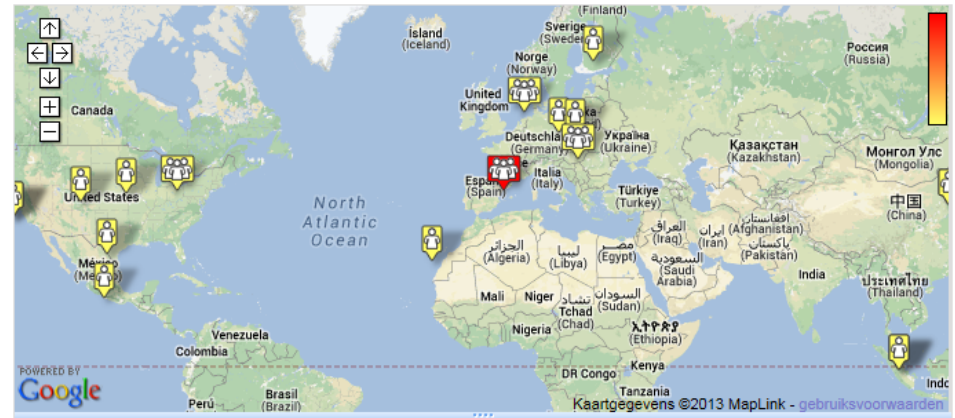 (Finland)
Ísland
(Iceland)
Sverige
(Sweden
Norge
(Norway)
Россия
(Russia)
Canada
United
Kingdom
Deutschla
(Germany
Україна
(Ukraine)
Қазақстан
(Kazakhstan)
Монгол Улс
(Mongolia)
United States
España
(Spain)
Italia
(Italy)
Türkiye
(Turkey)
中国
(China)
North
Atlantic
Ocean
México
(Me
الجزائر
(Algeria)
ليبيا
(Libya)
مصر
(Egypt)
العراق
(Iraq)
ایران
(Iran)
افغانستان
(Afghanistan)
پاکستان
(Pakistan)
السعودية
(Saudi
Arabia)
India
ประเทศไทย
(Thailand)
Mali
Niger
تشاد
Tchad
(Chad)
السودان
(Sudan)
Nigeria
ኢትዮጵያ
(Ethiopia)
Venezuela
Colombia
DR Congo
Kenya
Tanzania
Indo
Perú
Brasil
(Brazil)
POWERED BY
Google
Kaartgegevens ©2013 MapLink - gebruiksvoorwaarden